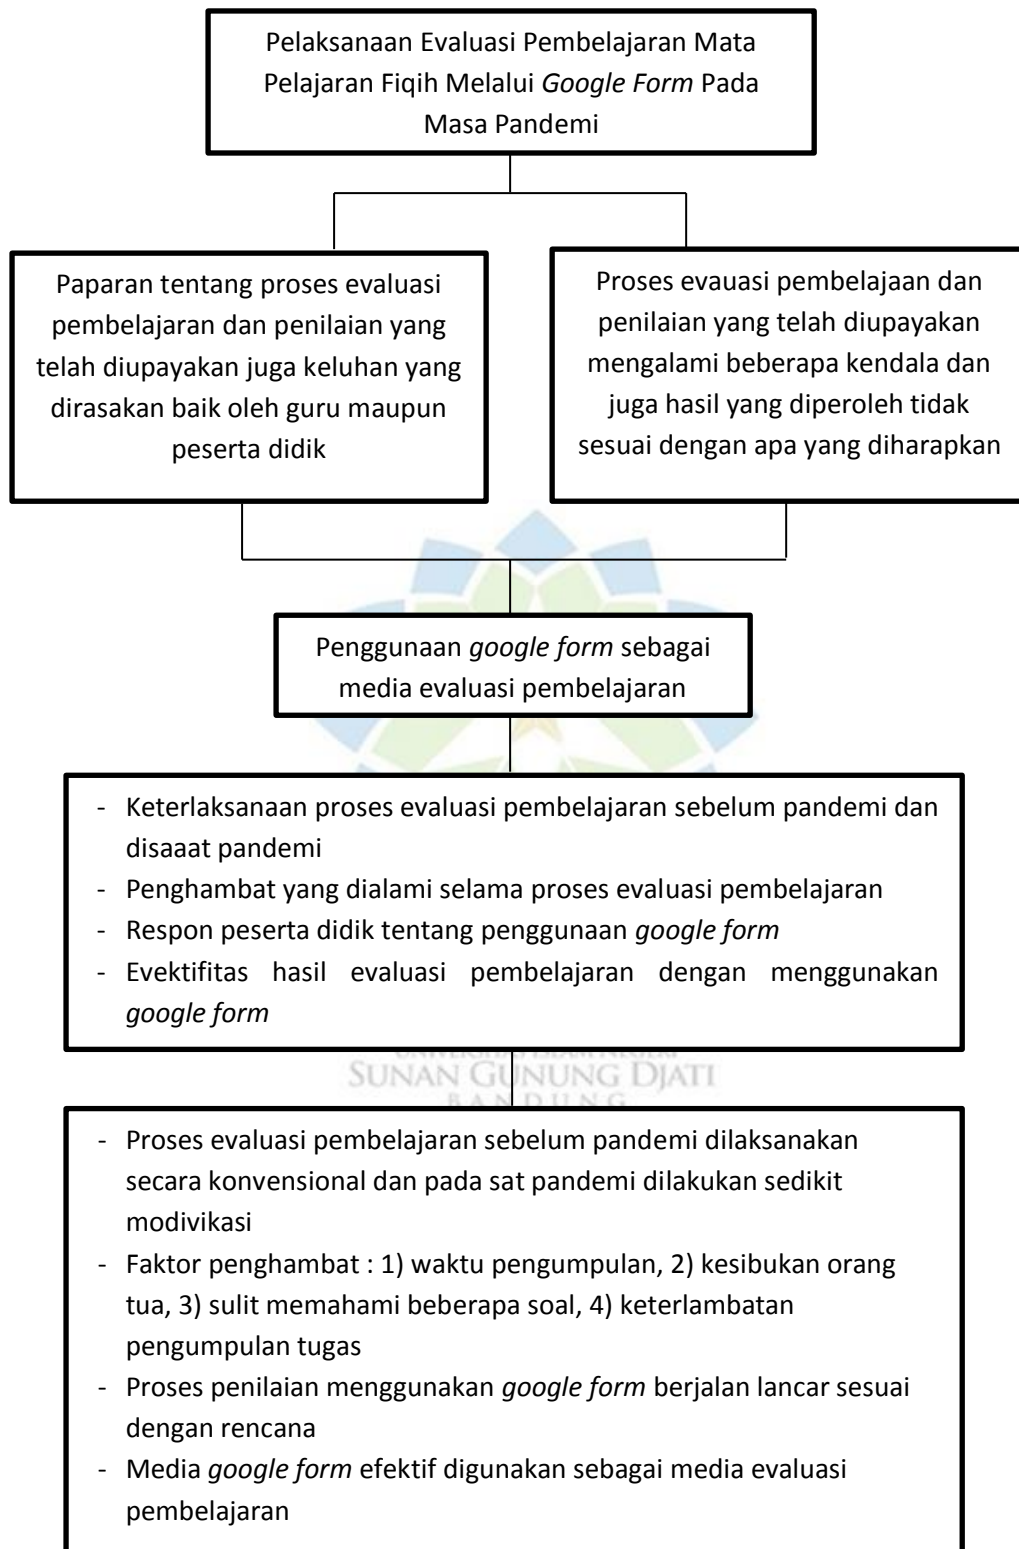 Pelaksanaan Evaluasi Pembelajaran Mata
Pelajaran Fiqih Melalui Google Form Pada
Masa Pandemi
Paparan tentang proses evaluasi
pembelajaran dan penilaian yang
telah diupayakan juga keluhan yang
dirasakan baik oleh guru maupun
peserta didik
Proses evauasi pembelajaan dan
penilaian yang telah diupayakan
mengalami beberapa kendala dan
juga hasil yang diperoleh tidak
sesuai dengan apa yang diharapkan
Penggunaan google form sebagai
media evaluasi pembelajaran
- Keterlaksanaan proses evaluasi pembelajaran sebelum pandemi dan
disaaat pandemi
- Penghambat yang dialami selama proses evaluasi pembelajaran
- Respon peserta didik tentang penggunaan google form
- Evektifitas hasil evaluasi pembelajaran dengan menggunakan
google form
UNIVERSITAS ISLAM NEGERI
SUNAN GUNUNG DJATI
BANDUNG
- Proses evaluasi pembelajaran sebelum pandemi dilaksanakan
secara konvensional dan pada sat pandemi dilakukan sedikit
modivikasi
- Faktor penghambat : 1) waktu pengumpulan, 2) kesibukan orang
tua, 3) sulit memahami beberapa soal, 4) keterlambatan
pengumpulan tugas
- Proses penilaian menggunakan google form berjalan lancar sesuai
dengan rencana
- Media google form efektif digunakan sebagai media evaluasi
pembelajaran